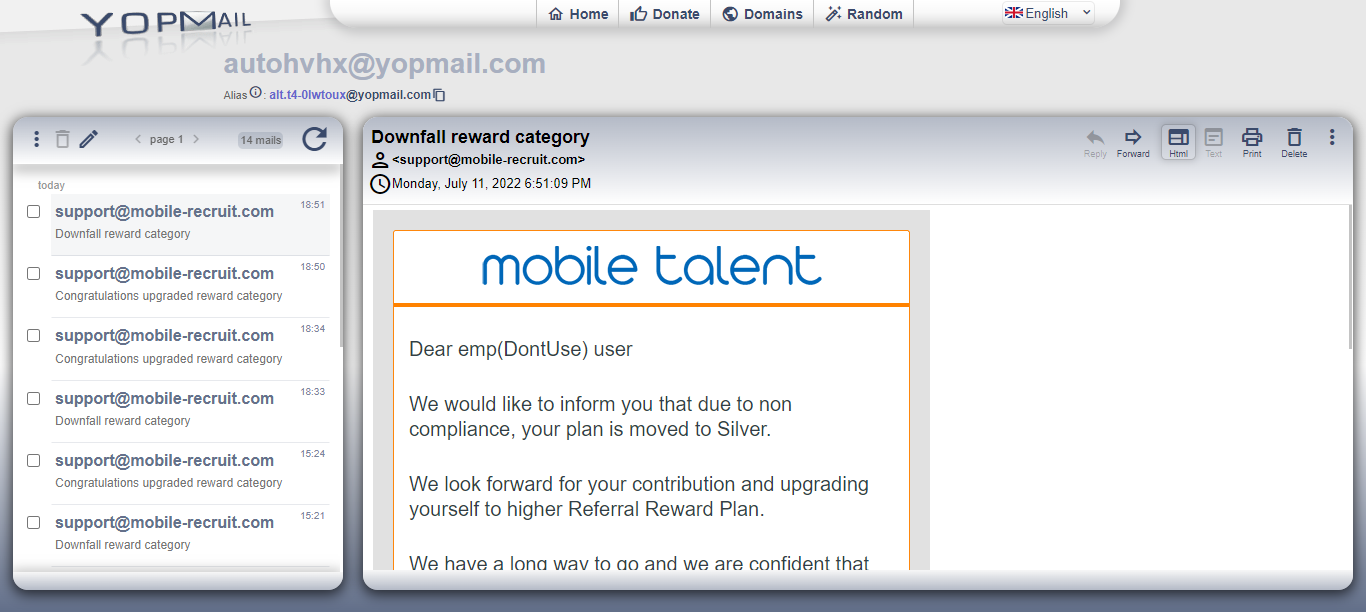 YOPMAIL
Home
Donate
Domains
Random
English
autohvhx@yopmail.com
Alias : alt.t4-0lwtoux@yopmail.com
page 1
14 mails
today
support@mobile-recruit.com 18:51
Downfall reward category
support@mobile-recruit.com 18:50
Congratulations upgraded reward category
support@mobile-recruit.com 18:34
Congratulations upgraded reward category
support@mobile-recruit.com 18:33
Downfall reward category
support@mobile-recruit.com 15:24
Congratulations upgraded reward category
support@mobile-recruit.com 15:21
Downfall reward category
Downfall reward category
<support@mobile-recruit.com>
Monday, July 11, 2022 6:51:09 PM
Reply
Forward
Html
Text
Print
Delete
mobile talent
Dear emp(DontUse) user
We would like to inform you that due to non
compliance, your plan is moved to Silver.
We look forward for your contribution and upgrading
yourself to higher Referral Reward Plan.
We have a long way to go and we are confident that